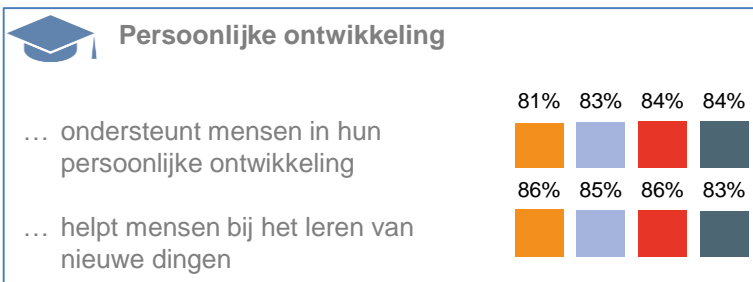 Persoonlijke ontwikkeling
81% 83% 84% 84%
… ondersteunt mensen in hun
persoonlijke ontwikkeling
86% 85% 86% 83%
… helpt mensen bij het leren van
nieuwe dingen